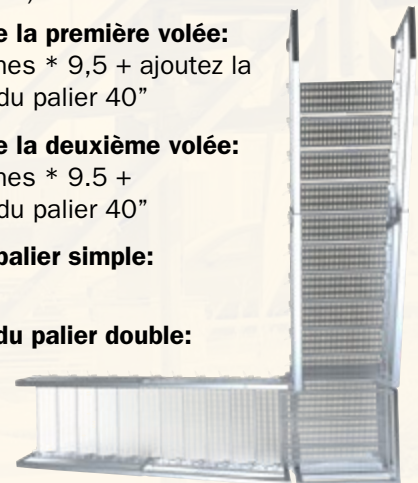 e la première volée:
nes * 9,5 + ajoutez la
du palier 40”
e la deuxième volée:
nes * 9.5 +
du palier 40”
palier simple:
du palier double: